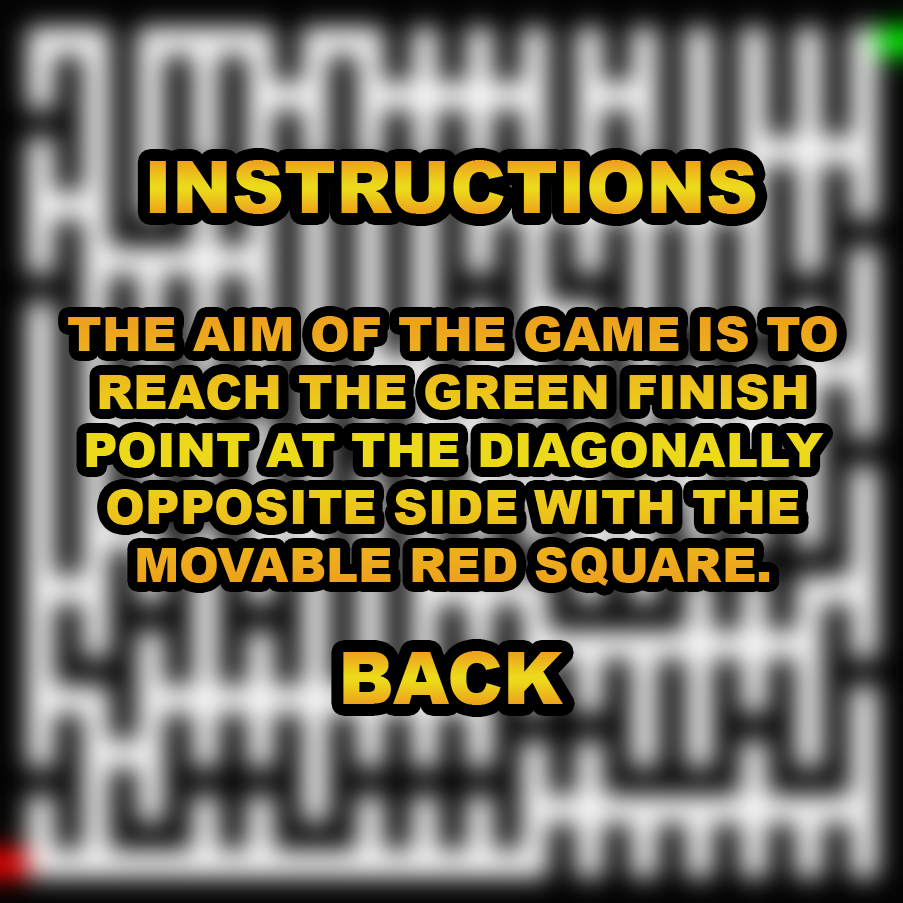 INSTRUCTIONS
THE AIM OF THE GAME IS TO
REACH THE GREEN FINISH
POINT AT THE DIAGONALLY
OPPOSITE SIDE WITH THE
MOVABLE RED SQUARE.
BACK